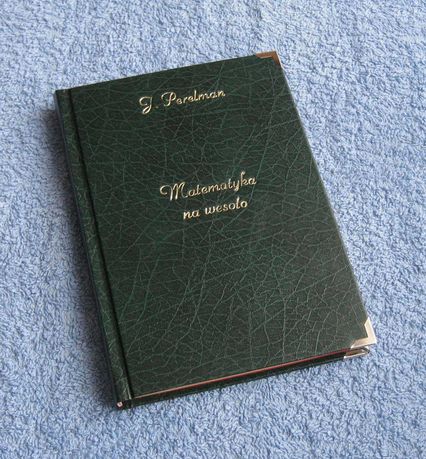 J. Perelman
Matematyka
na wesoło